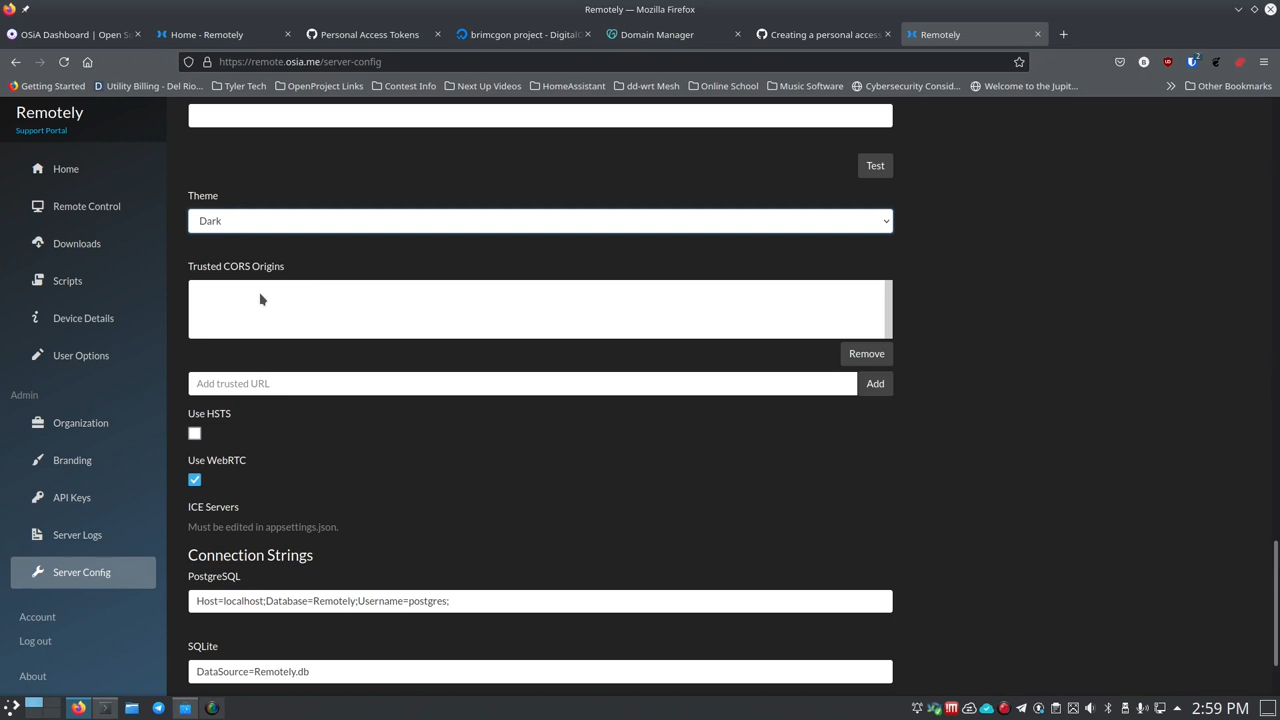 Remotely — Mozilla Firefox
OSiA Dashboard | Open S
Home - Remotely
Personal Access Tokens
brimcgon project - DigitalO
Domain Manager
Creating a personal access
Remotely
https://remote.osia.me/server-config
Getting Started
Utility Billing - Del Rio...
Tyler Tech
OpenProject Links
Contest Info
Next Up Videos
HomeAssistant
dd-wrt Mesh
Online School
Music Software
Cybersecurity Consid...
Welcome to the Jupit...
Other Bookmarks
Remotely
Support Portal
Home
Remote Control
Downloads
Scripts
Device Details
User Options
Admin
Organization
Branding
API Keys
Server Logs
Server Config
Account
Log out
About
Test
Theme
Dark
Trusted CORS Origins
Remove
Add trusted URL
Add
Use HSTS
Use WebRTC
ICE Servers
Must be edited in appsettings.json.
Connection Strings
PostgreSQL
Host=localhost;Database=Remotely;Username=postgres;
SQLite
DataSource=Remotely.db
2:59 PM